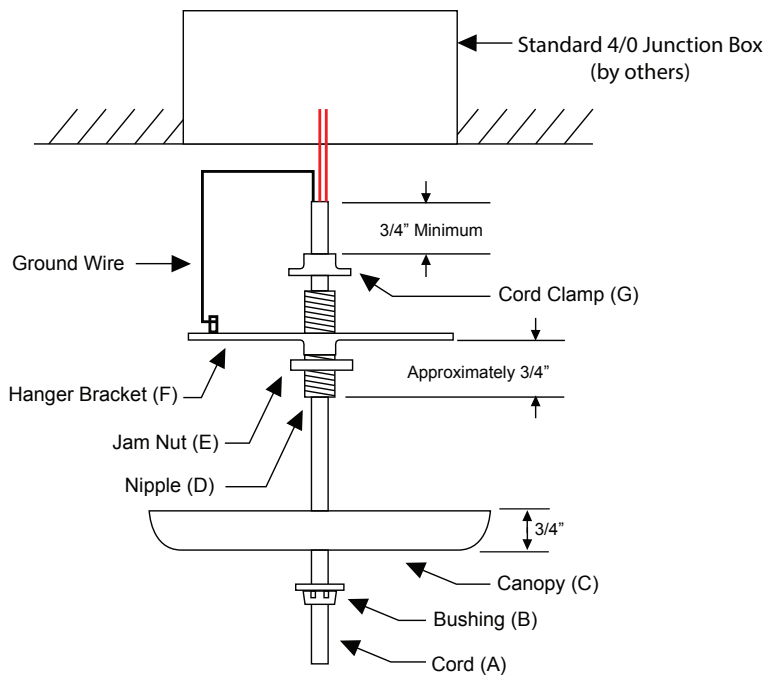 Standard 4/0 Junction Box
(by others)
3/4” Minimum
Ground Wire
Cord Clamp (G)
Hanger Bracket (F)
Approximately 3/4”
Jam Nut (E)
Nipple (D)
3/4”
Canopy (C)
Bushing (B)
Cord (A)